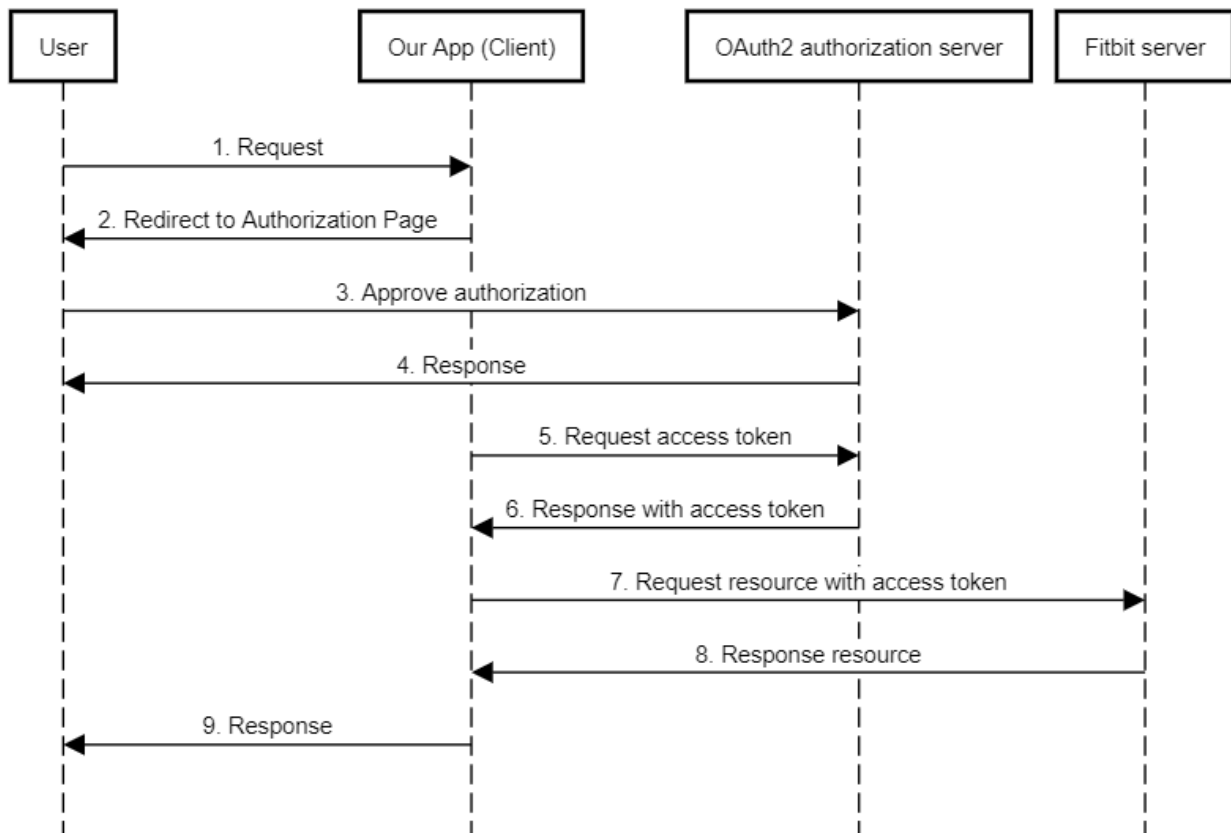 User
Our App (Client)
OAuth2 authorization server
Fitbit server
1. Request
2. Redirect to Authorization Page
3. Approve authorization
4. Response
5. Request access token
6. Response with access token
7. Request resource with access token
8. Response resource
9. Response